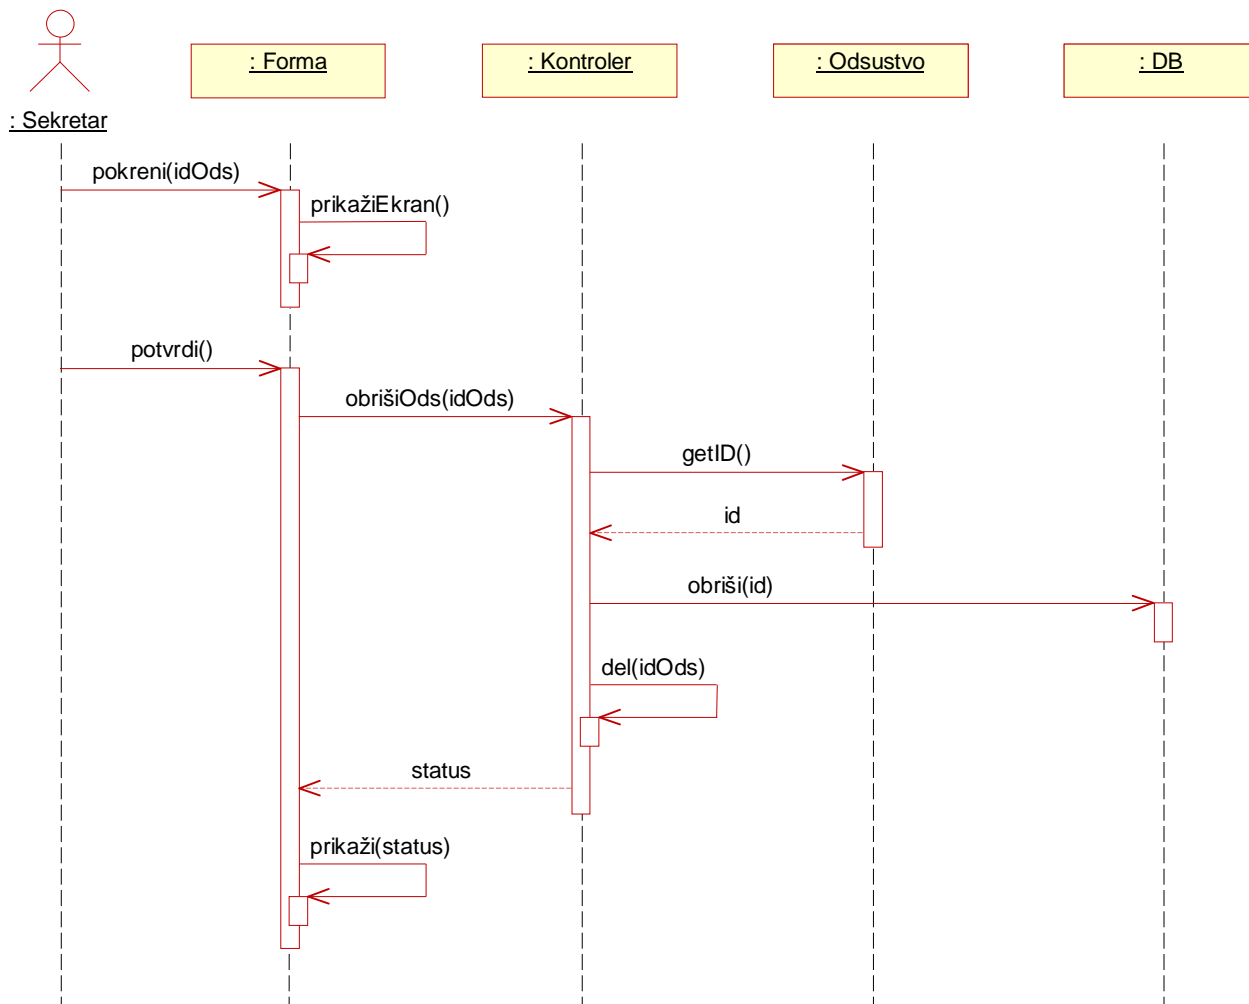 : Forma
: Kontroler
: Odsustvo
: DB
: Sekretar
pokreni(idOds)
prikažiEkran()
potvrdi()
obrišiOds(idOds)
getID()
id
obriši(id)
del(idOds)
status
prikaži(status)